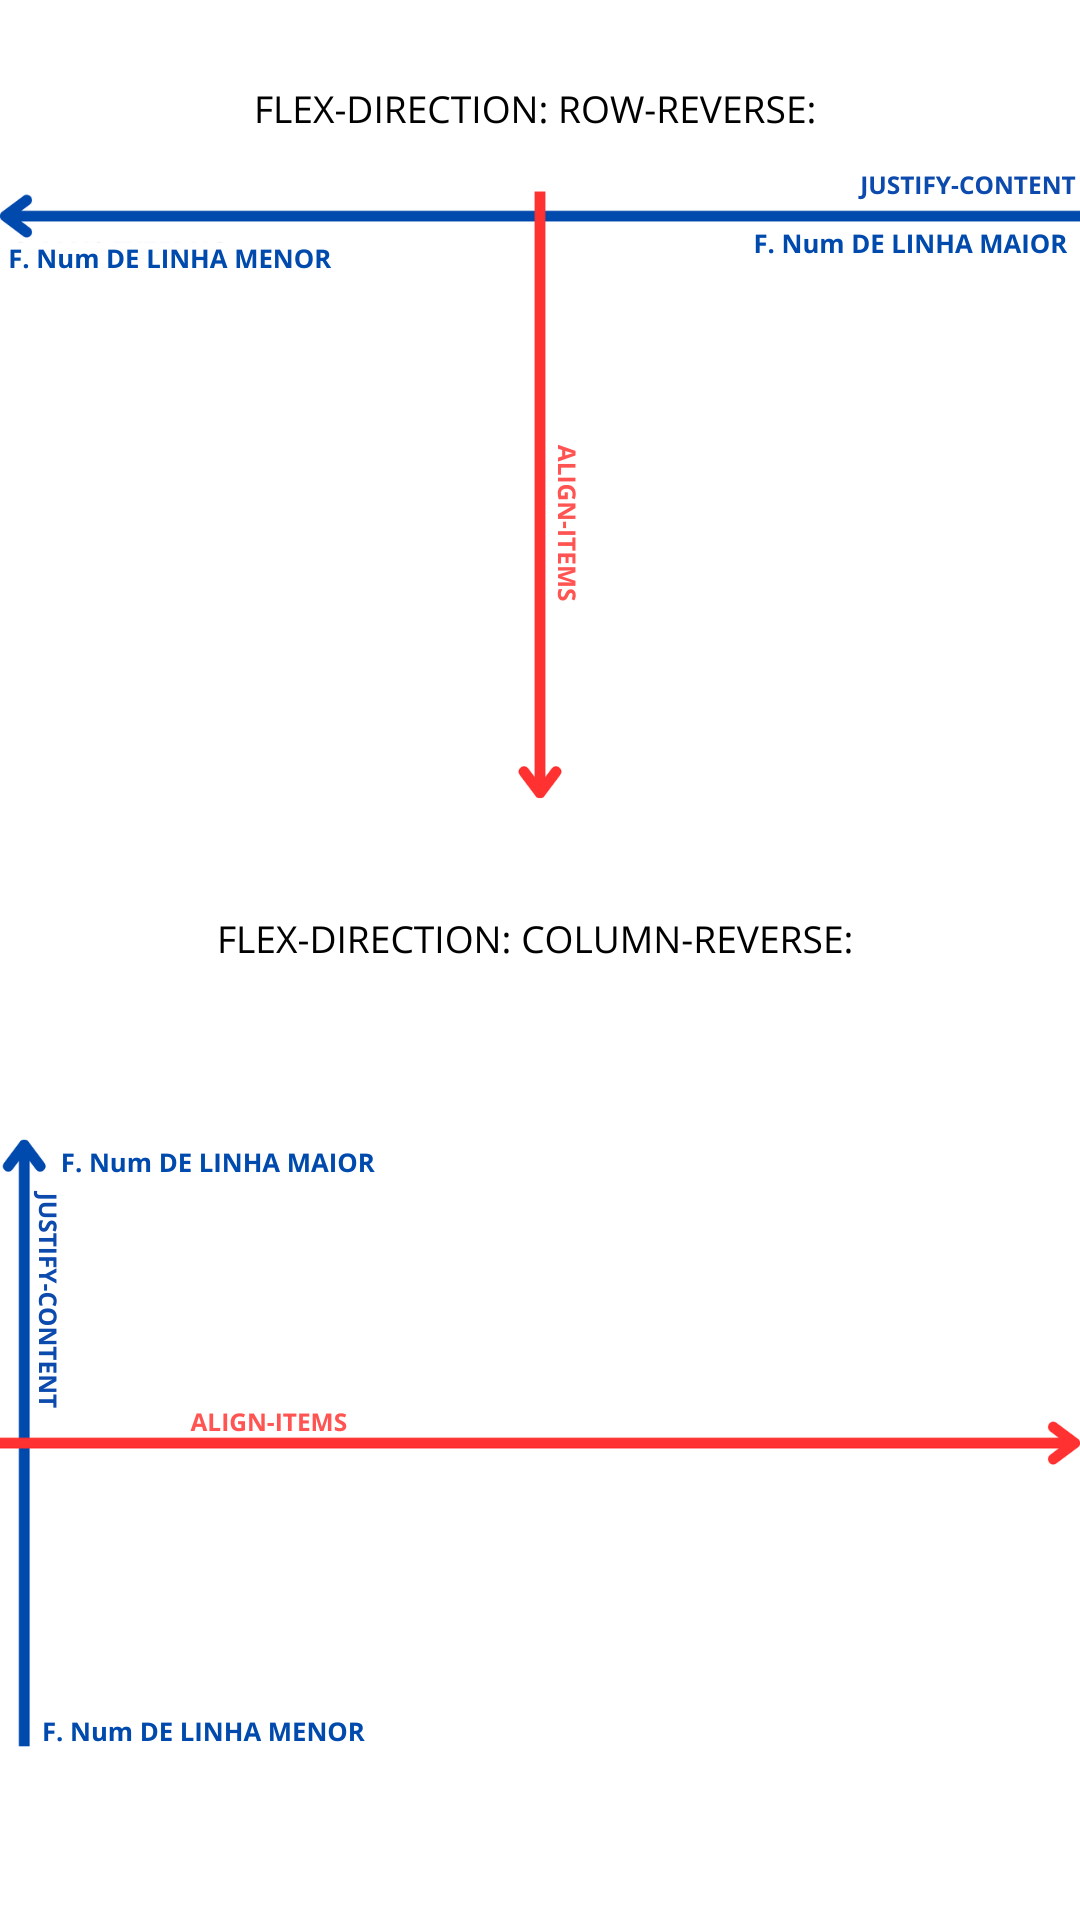 FLEX-DIRECTION: ROW-REVERSE:
JUSTIFY-CONTENT
F. Num DE LINHA MENOR
F. Num DE LINHA MAIOR
ALIGN-ITEMS
FLEX-DIRECTION: COLUMN-REVERSE:
F. Num DE LINHA MAIOR
JUSTIFY-CONTENT
ALIGN-ITEMS
F. Num DE LINHA MENOR